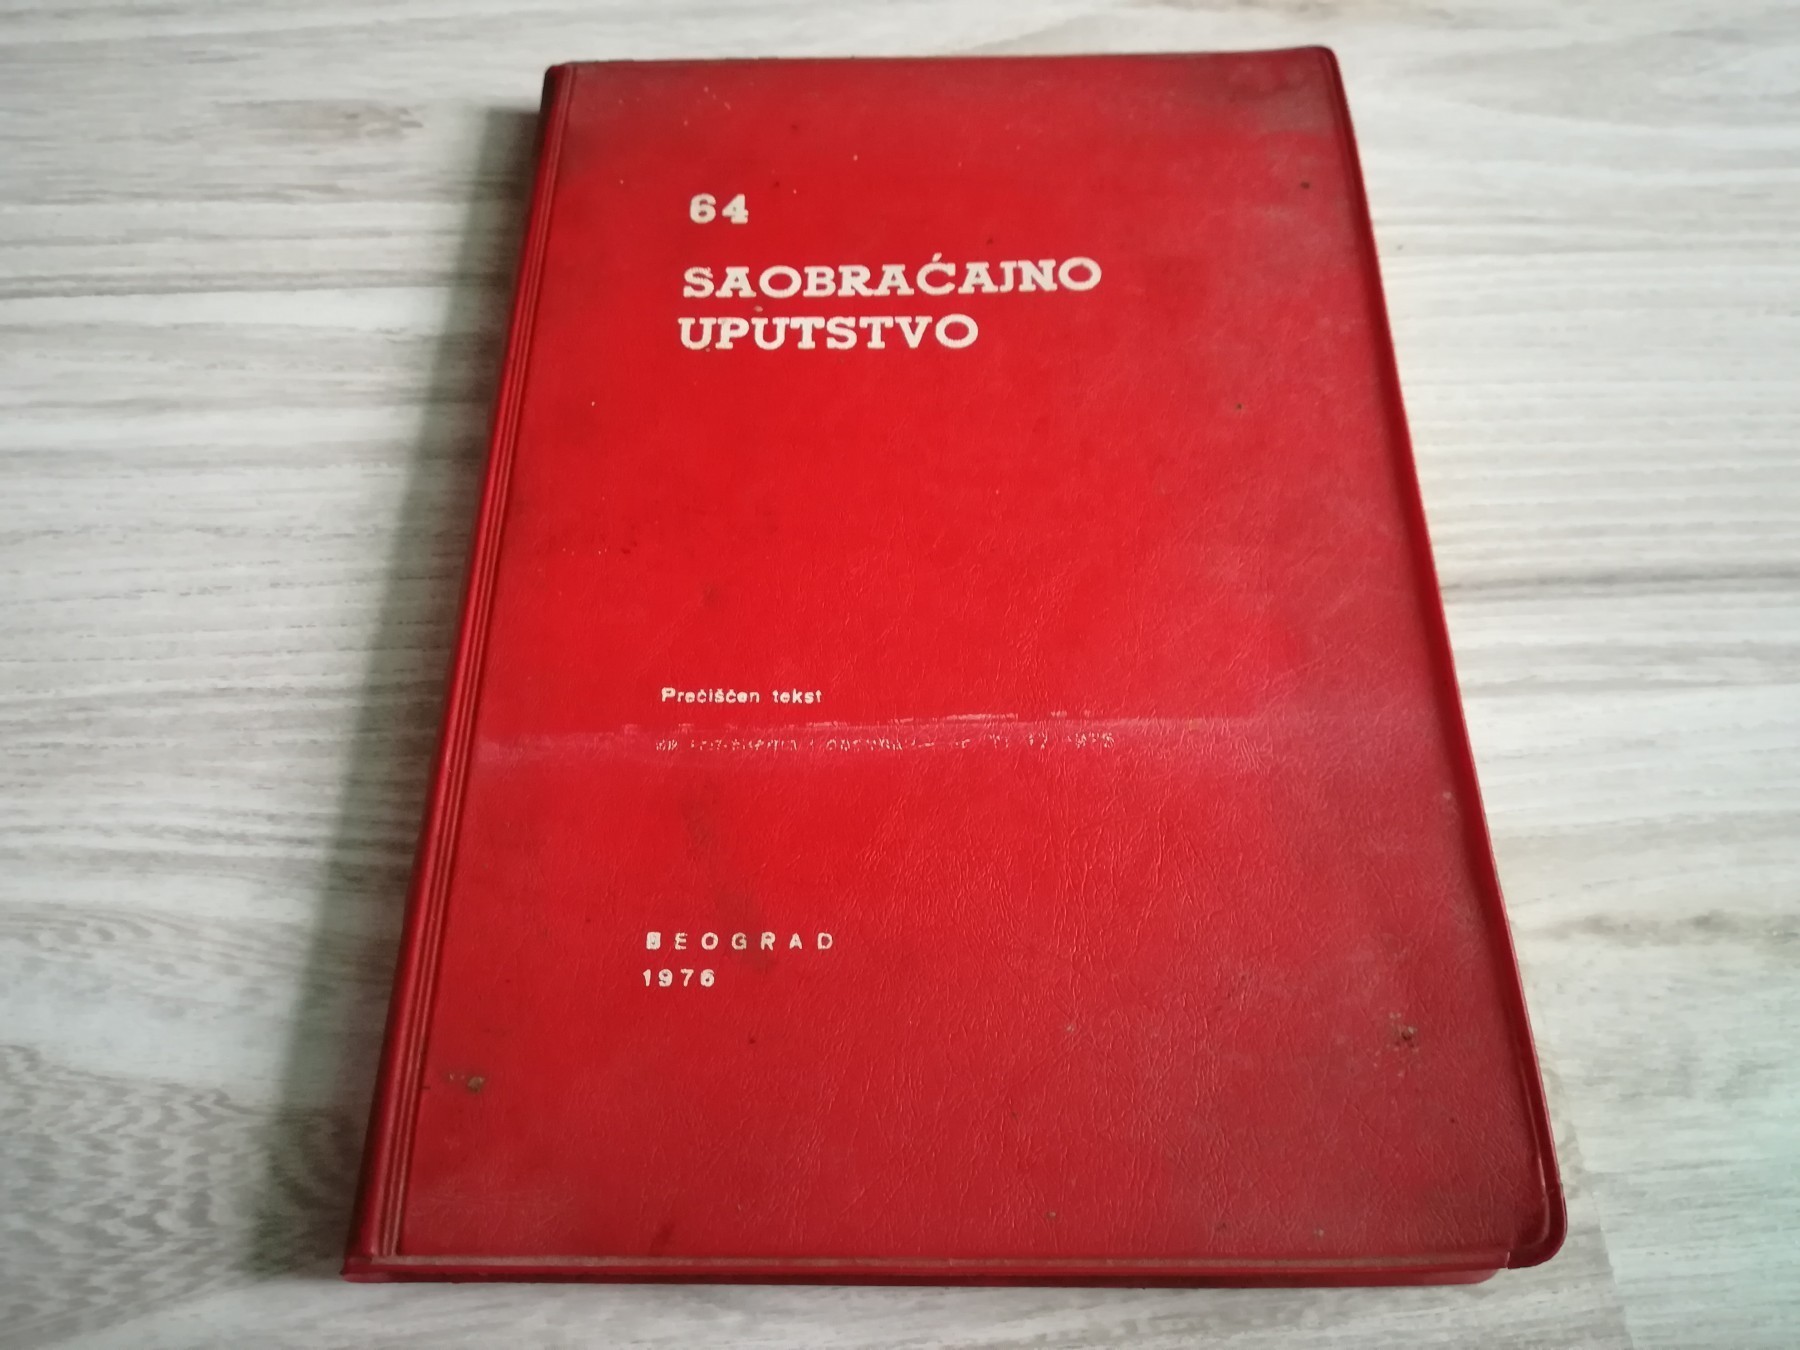 64
SAOBRAĆAJNO
UPUTSTVO
Prečišćen tekst
BEOGRAD
1976